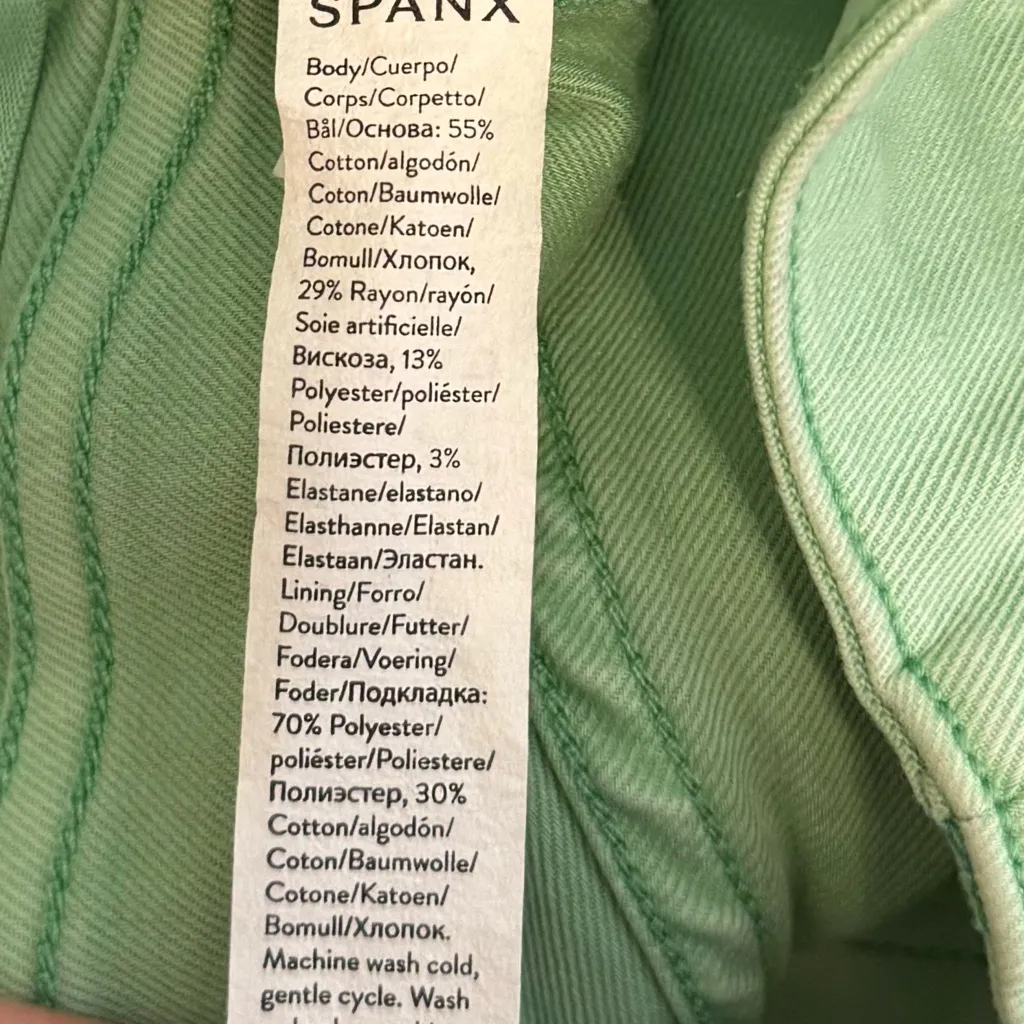 SPANX
Body/Cuerpo/
Corps/Corpetto/
Bål/Основа: 55%
Cotton/algodón/
Coton/Baumwolle/
Cotone/Katoen/
Bomull/Хлопок,
29% Rayon/rayón/
Soie artificielle/
Вискоза, 13%
Polyester/poliéster/
Poliestere/
Полиэстер, 3%
Elastane/elastano/
Elasthanne/Elastan/
Elastaan/Эластан.
Lining/Forro/
Doublure/Futter/
Fodera/Voering/
Foder/Подкладка:
70% Polyester/
poliéster/Poliestere/
Полиэстер, 30%
Cotton/algodón/
Coton/Baumwolle/
Cotone/Katoen/
Bomull/Хлопок.
Machine wash cold,
gentle cycle. Wash